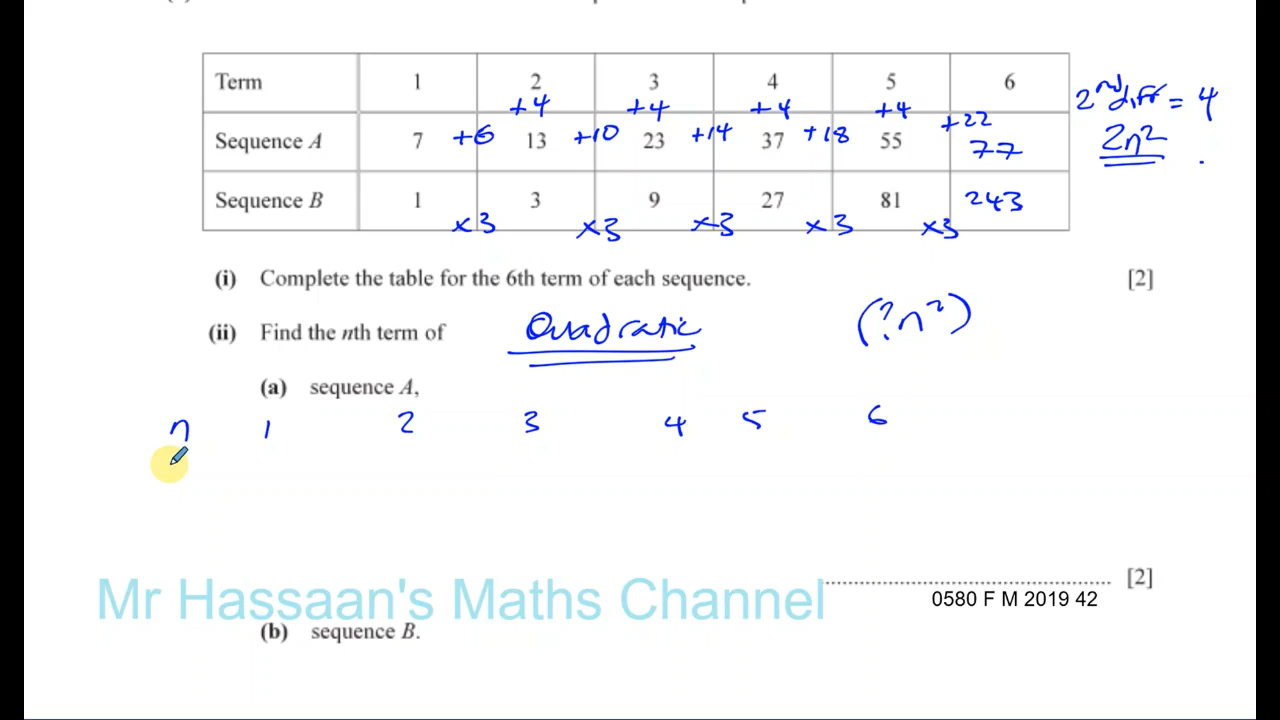 Term 1 2 3 4 5 6
+4 +4 +4 +4
2nd diff = 4
Sequence A 7 +6 13 +10 23 +14 37 +18 55 +22 77
2n²
Sequence B 1 3 9 27 81 243
×3 ×3 ×3 ×3 ×3
(i) Complete the table for the 6th term of each sequence. [2]
(ii) Find the nth term of Quadratic (?n²)
(a) sequence A,
n 1 2 3 4 5 6
Mr Hassaan's Maths Channel
[2]
0580 F M 2019 42
(b) sequence B.